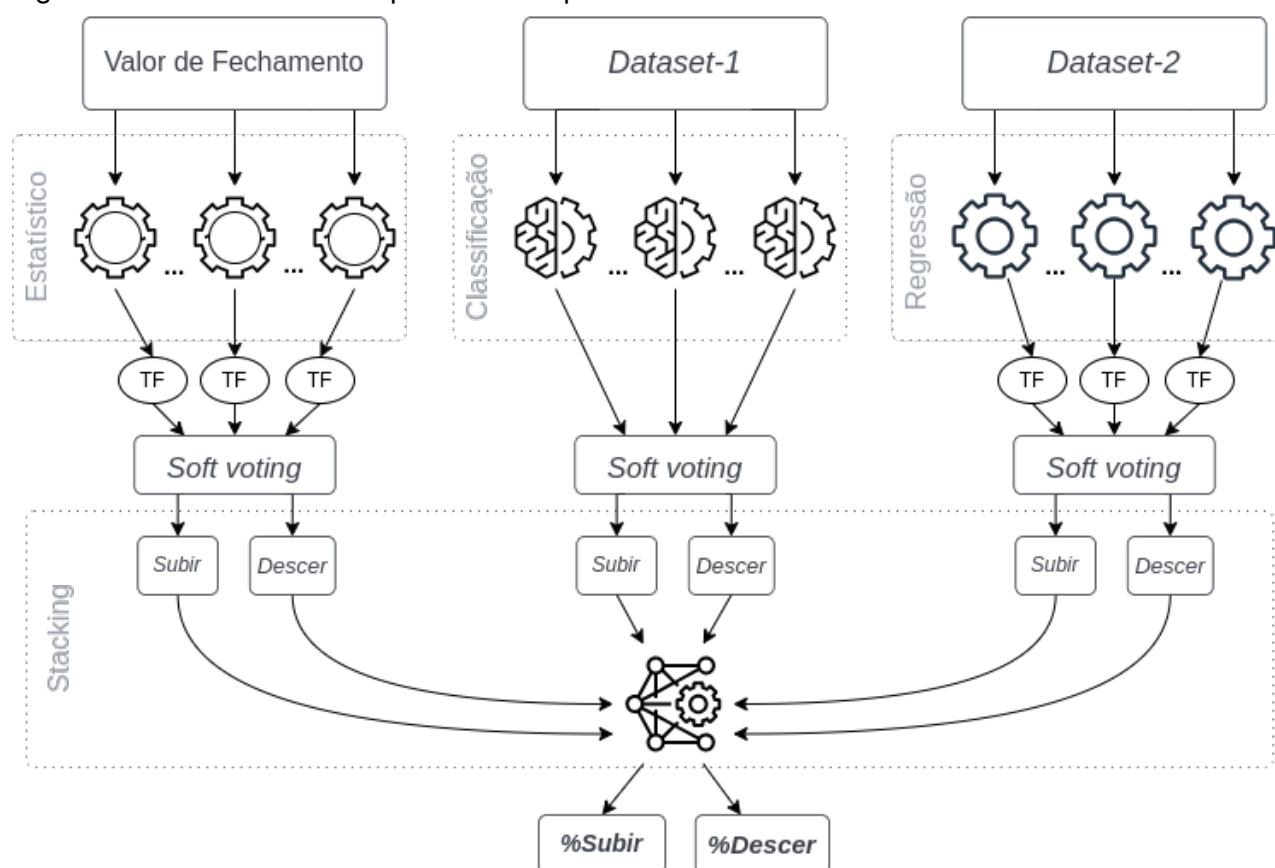 Valor de Fechamento
Dataset-1
Dataset-2
Estatístico
Classificação
Regressão
...
...
...
...
...
...
TF
TF
TF
TF
TF
TF
Soft voting
Soft voting
Soft voting
Stacking
Subir
Descer
Subir
Descer
Subir
Descer
%Subir
%Descer